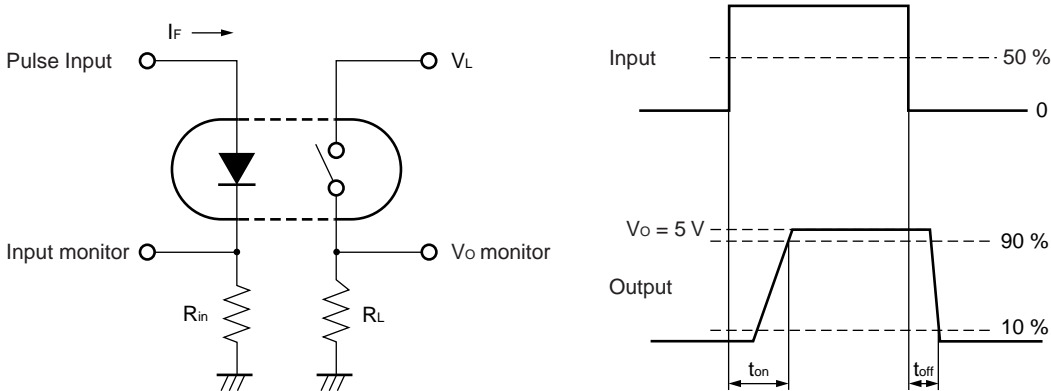 IF
Pulse Input
VL
Input monitor
VO monitor
Rin
RL
Input
50 %
0
VO = 5 V
90 %
Output
10 %
ton
toff